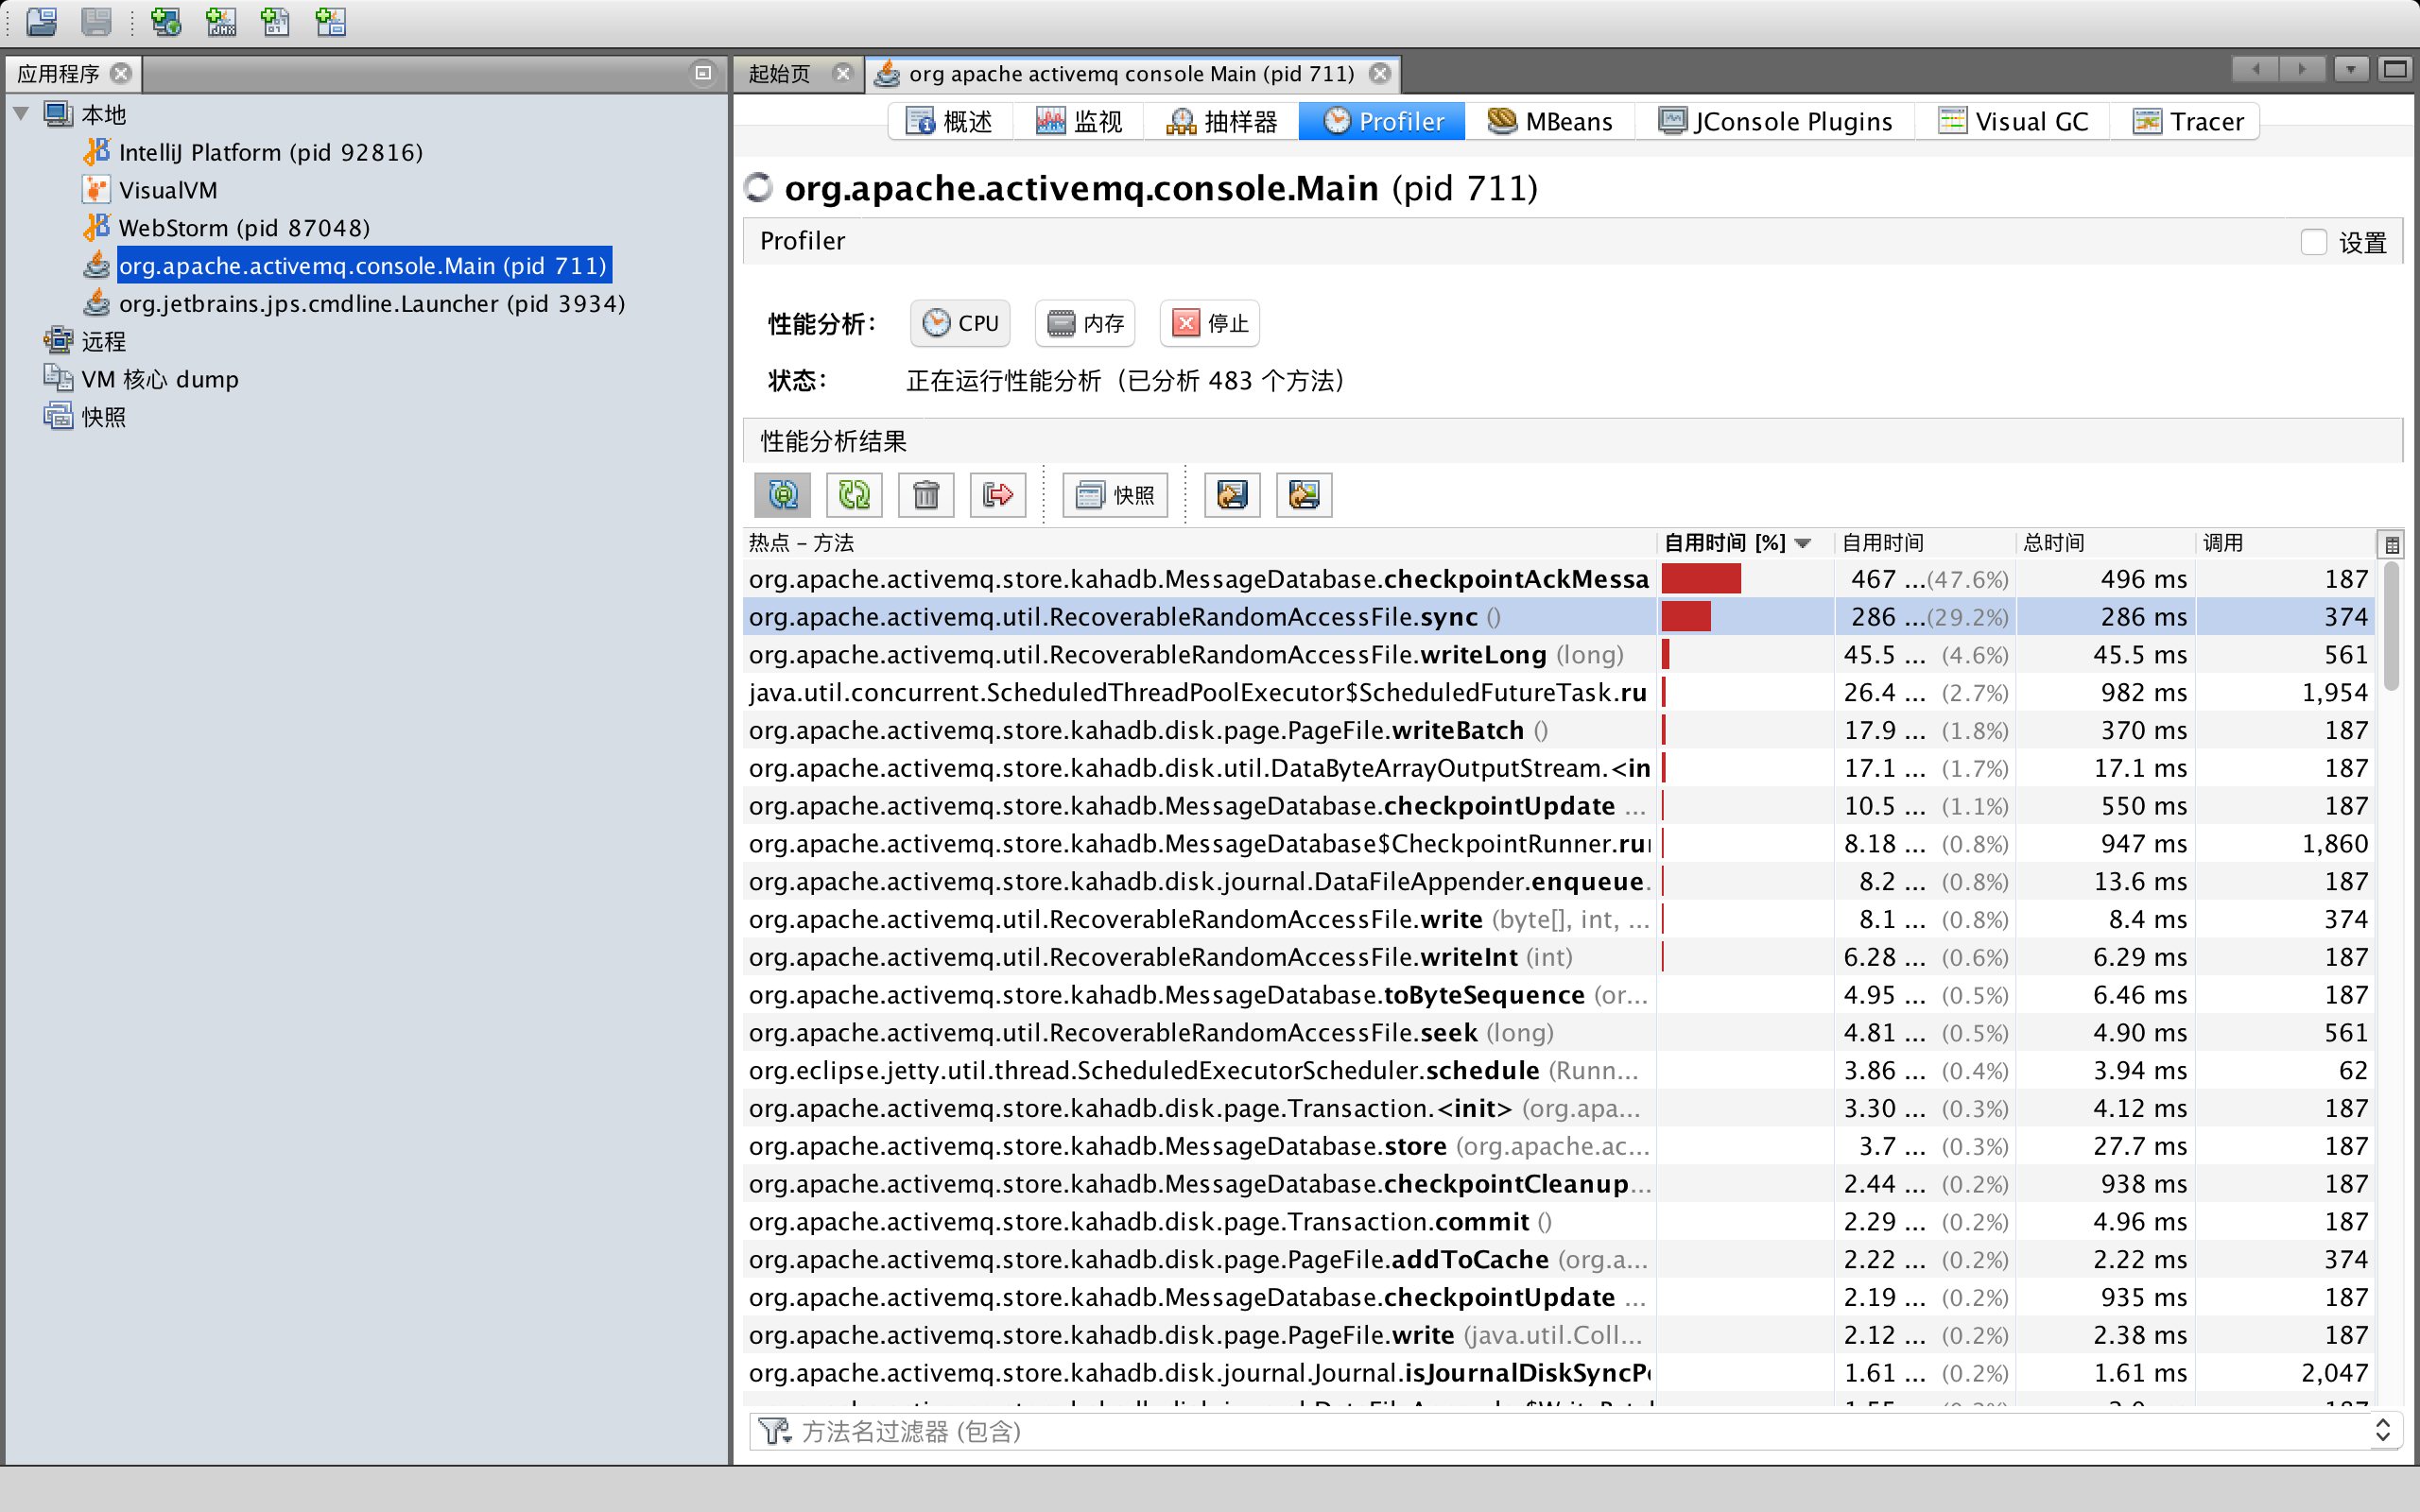 应用程序
本地
IntelliJ Platform (pid 92816)
VisualVM
WebStorm (pid 87048)
org.apache.activemq.console.Main (pid 711)
org.jetbrains.jps.cmdline.Launcher (pid 3934)
远程
VM 核心 dump
快照
起始页 org apache activemq console Main (pid 711)
概述 监视 抽样器 Profiler MBeans JConsole Plugins Visual GC Tracer
org.apache.activemq.console.Main (pid 711)
Profiler 设置
性能分析： CPU 内存 停止
状态： 正在运行性能分析（已分析 483 个方法）
性能分析结果
快照
热点 – 方法 自用时间 [%] 自用时间 总时间 调用
org.apache.activemq.store.kahadb.MessageDatabase.checkpointAckMessa 467 ...(47.6%) 496 ms 187
org.apache.activemq.util.RecoverableRandomAccessFile.sync () 286 ...(29.2%) 286 ms 374
org.apache.activemq.util.RecoverableRandomAccessFile.writeLong (long) 45.5 ... (4.6%) 45.5 ms 561
java.util.concurrent.ScheduledThreadPoolExecutor$ScheduledFutureTask.ru 26.4 ... (2.7%) 982 ms 1,954
org.apache.activemq.store.kahadb.disk.page.PageFile.writeBatch () 17.9 ... (1.8%) 370 ms 187
org.apache.activemq.store.kahadb.disk.util.DataByteArrayOutputStream.<in 17.1 ... (1.7%) 17.1 ms 187
org.apache.activemq.store.kahadb.MessageDatabase.checkpointUpdate ... 10.5 ... (1.1%) 550 ms 187
org.apache.activemq.store.kahadb.MessageDatabase$CheckpointRunner.ru 8.18 ... (0.8%) 947 ms 1,860
org.apache.activemq.store.kahadb.disk.journal.DataFileAppender.enqueue. 8.2 ... (0.8%) 13.6 ms 187
org.apache.activemq.util.RecoverableRandomAccessFile.write (byte[], int, ... 8.1 ... (0.8%) 8.4 ms 374
org.apache.activemq.util.RecoverableRandomAccessFile.writeInt (int) 6.28 ... (0.6%) 6.29 ms 187
org.apache.activemq.store.kahadb.MessageDatabase.toByteSequence (or... 4.95 ... (0.5%) 6.46 ms 187
org.apache.activemq.util.RecoverableRandomAccessFile.seek (long) 4.81 ... (0.5%) 4.90 ms 561
org.eclipse.jetty.util.thread.ScheduledExecutorScheduler.schedule (Runn... 3.86 ... (0.4%) 3.94 ms 62
org.apache.activemq.store.kahadb.disk.page.Transaction.<init> (org.apa... 3.30 ... (0.3%) 4.12 ms 187
org.apache.activemq.store.kahadb.MessageDatabase.store (org.apache.ac... 3.7 ... (0.3%) 27.7 ms 187
org.apache.activemq.store.kahadb.MessageDatabase.checkpointCleanup... 2.44 ... (0.2%) 938 ms 187
org.apache.activemq.store.kahadb.disk.page.Transaction.commit () 2.29 ... (0.2%) 4.96 ms 187
org.apache.activemq.store.kahadb.disk.page.PageFile.addToCache (org.a... 2.22 ... (0.2%) 2.22 ms 374
org.apache.activemq.store.kahadb.MessageDatabase.checkpointUpdate ... 2.19 ... (0.2%) 935 ms 187
org.apache.activemq.store.kahadb.disk.page.PageFile.write (java.util.Coll... 2.12 ... (0.2%) 2.38 ms 187
org.apache.activemq.store.kahadb.disk.journal.Journal.isJournalDiskSyncP 1.61 ... (0.2%) 1.61 ms 2,047
方法名过滤器 (包含)